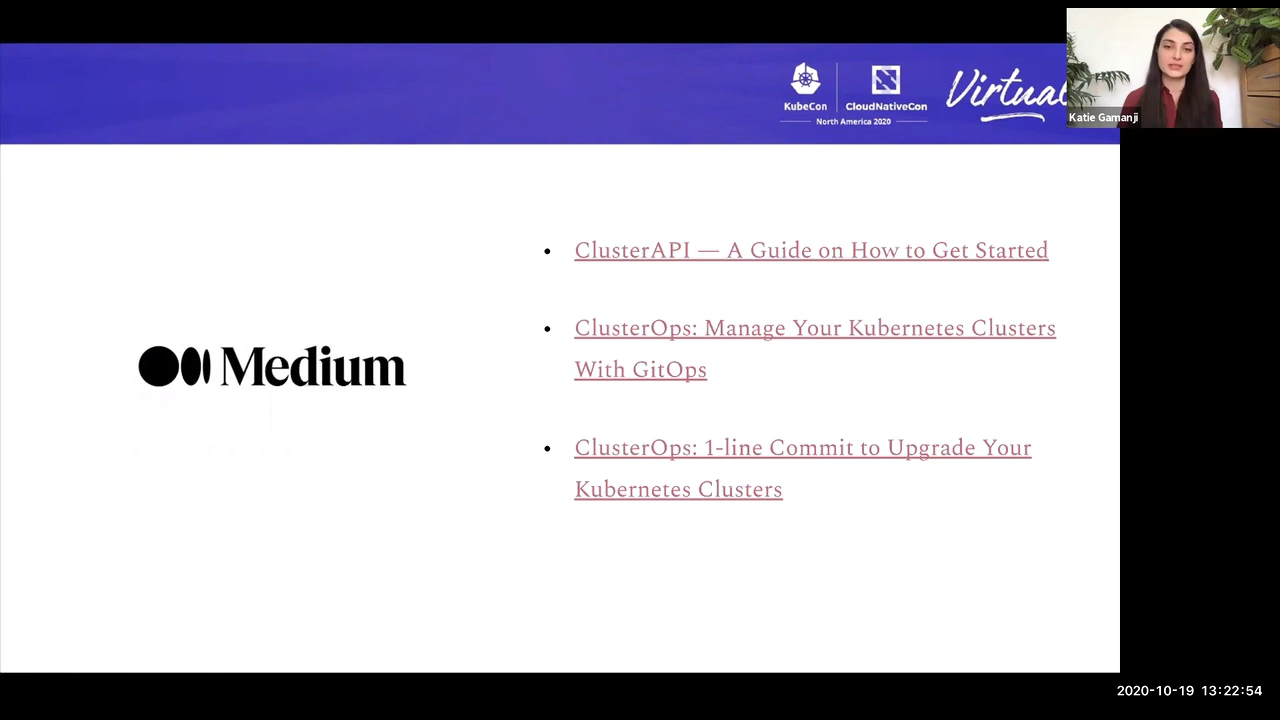 KubeCon
CloudNativeCon
North America 2020
Virtual
Katie Gamanji
• ClusterAPI — A Guide on How to Get Started
• ClusterOps: Manage Your Kubernetes Clusters
With GitOps
Medium
• ClusterOps: 1-line Commit to Upgrade Your
Kubernetes Clusters
2020-10-19 13:22:54